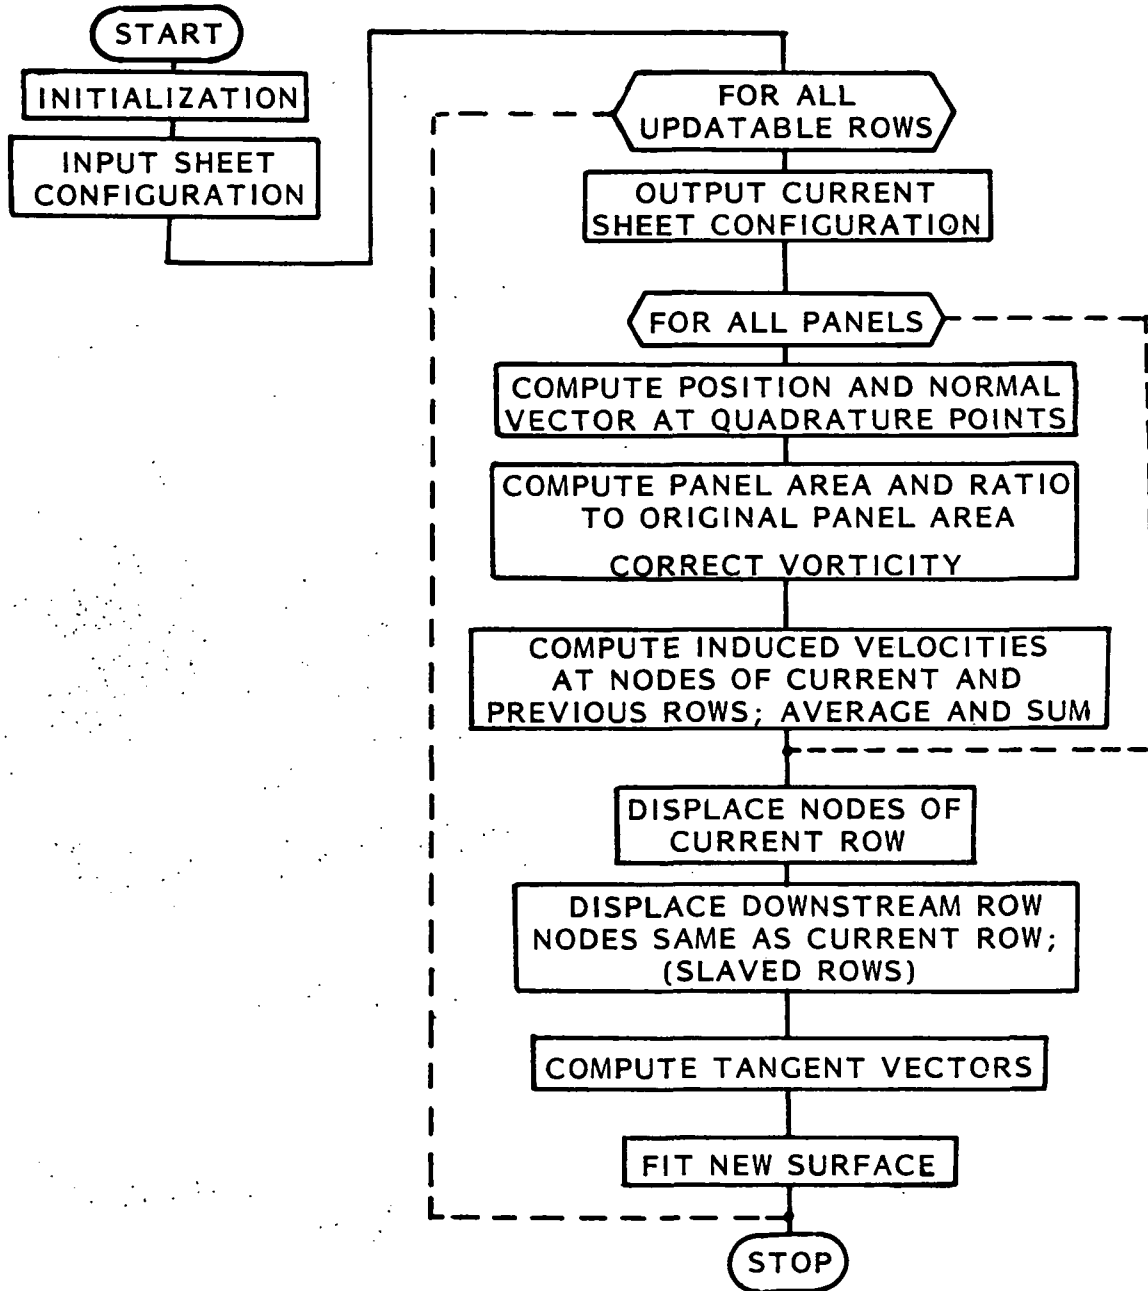 START
INITIALIZATION
INPUT SHEET
CONFIGURATION
FOR ALL
UPDATABLE ROWS
OUTPUT CURRENT
SHEET CONFIGURATION
FOR ALL PANELS
COMPUTE POSITION AND NORMAL
VECTOR AT QUADRATURE POINTS
COMPUTE PANEL AREA AND RATIO
TO ORIGINAL PANEL AREA
CORRECT VORTICITY
COMPUTE INDUCED VELOCITIES
AT NODES OF CURRENT AND
PREVIOUS ROWS; AVERAGE AND SUM
DISPLACE NODES OF
CURRENT ROW
DISPLACE DOWNSTREAM ROW
NODES SAME AS CURRENT ROW;
(SLAVED ROWS)
COMPUTE TANGENT VECTORS
FIT NEW SURFACE
STOP